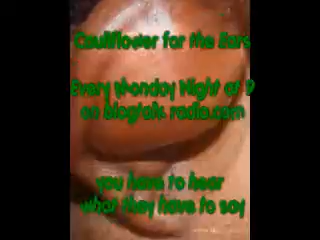 Cauliflower for the Ears
Every Monday Night at 9
on blogtalk radio.com
you have to hear
what they have to say